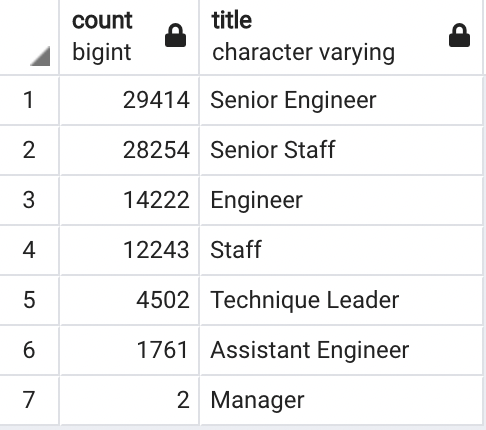 count title
bigint character varying
1 29414 Senior Engineer
2 28254 Senior Staff
3 14222 Engineer
4 12243 Staff
5 4502 Technique Leader
6 1761 Assistant Engineer
7 2 Manager